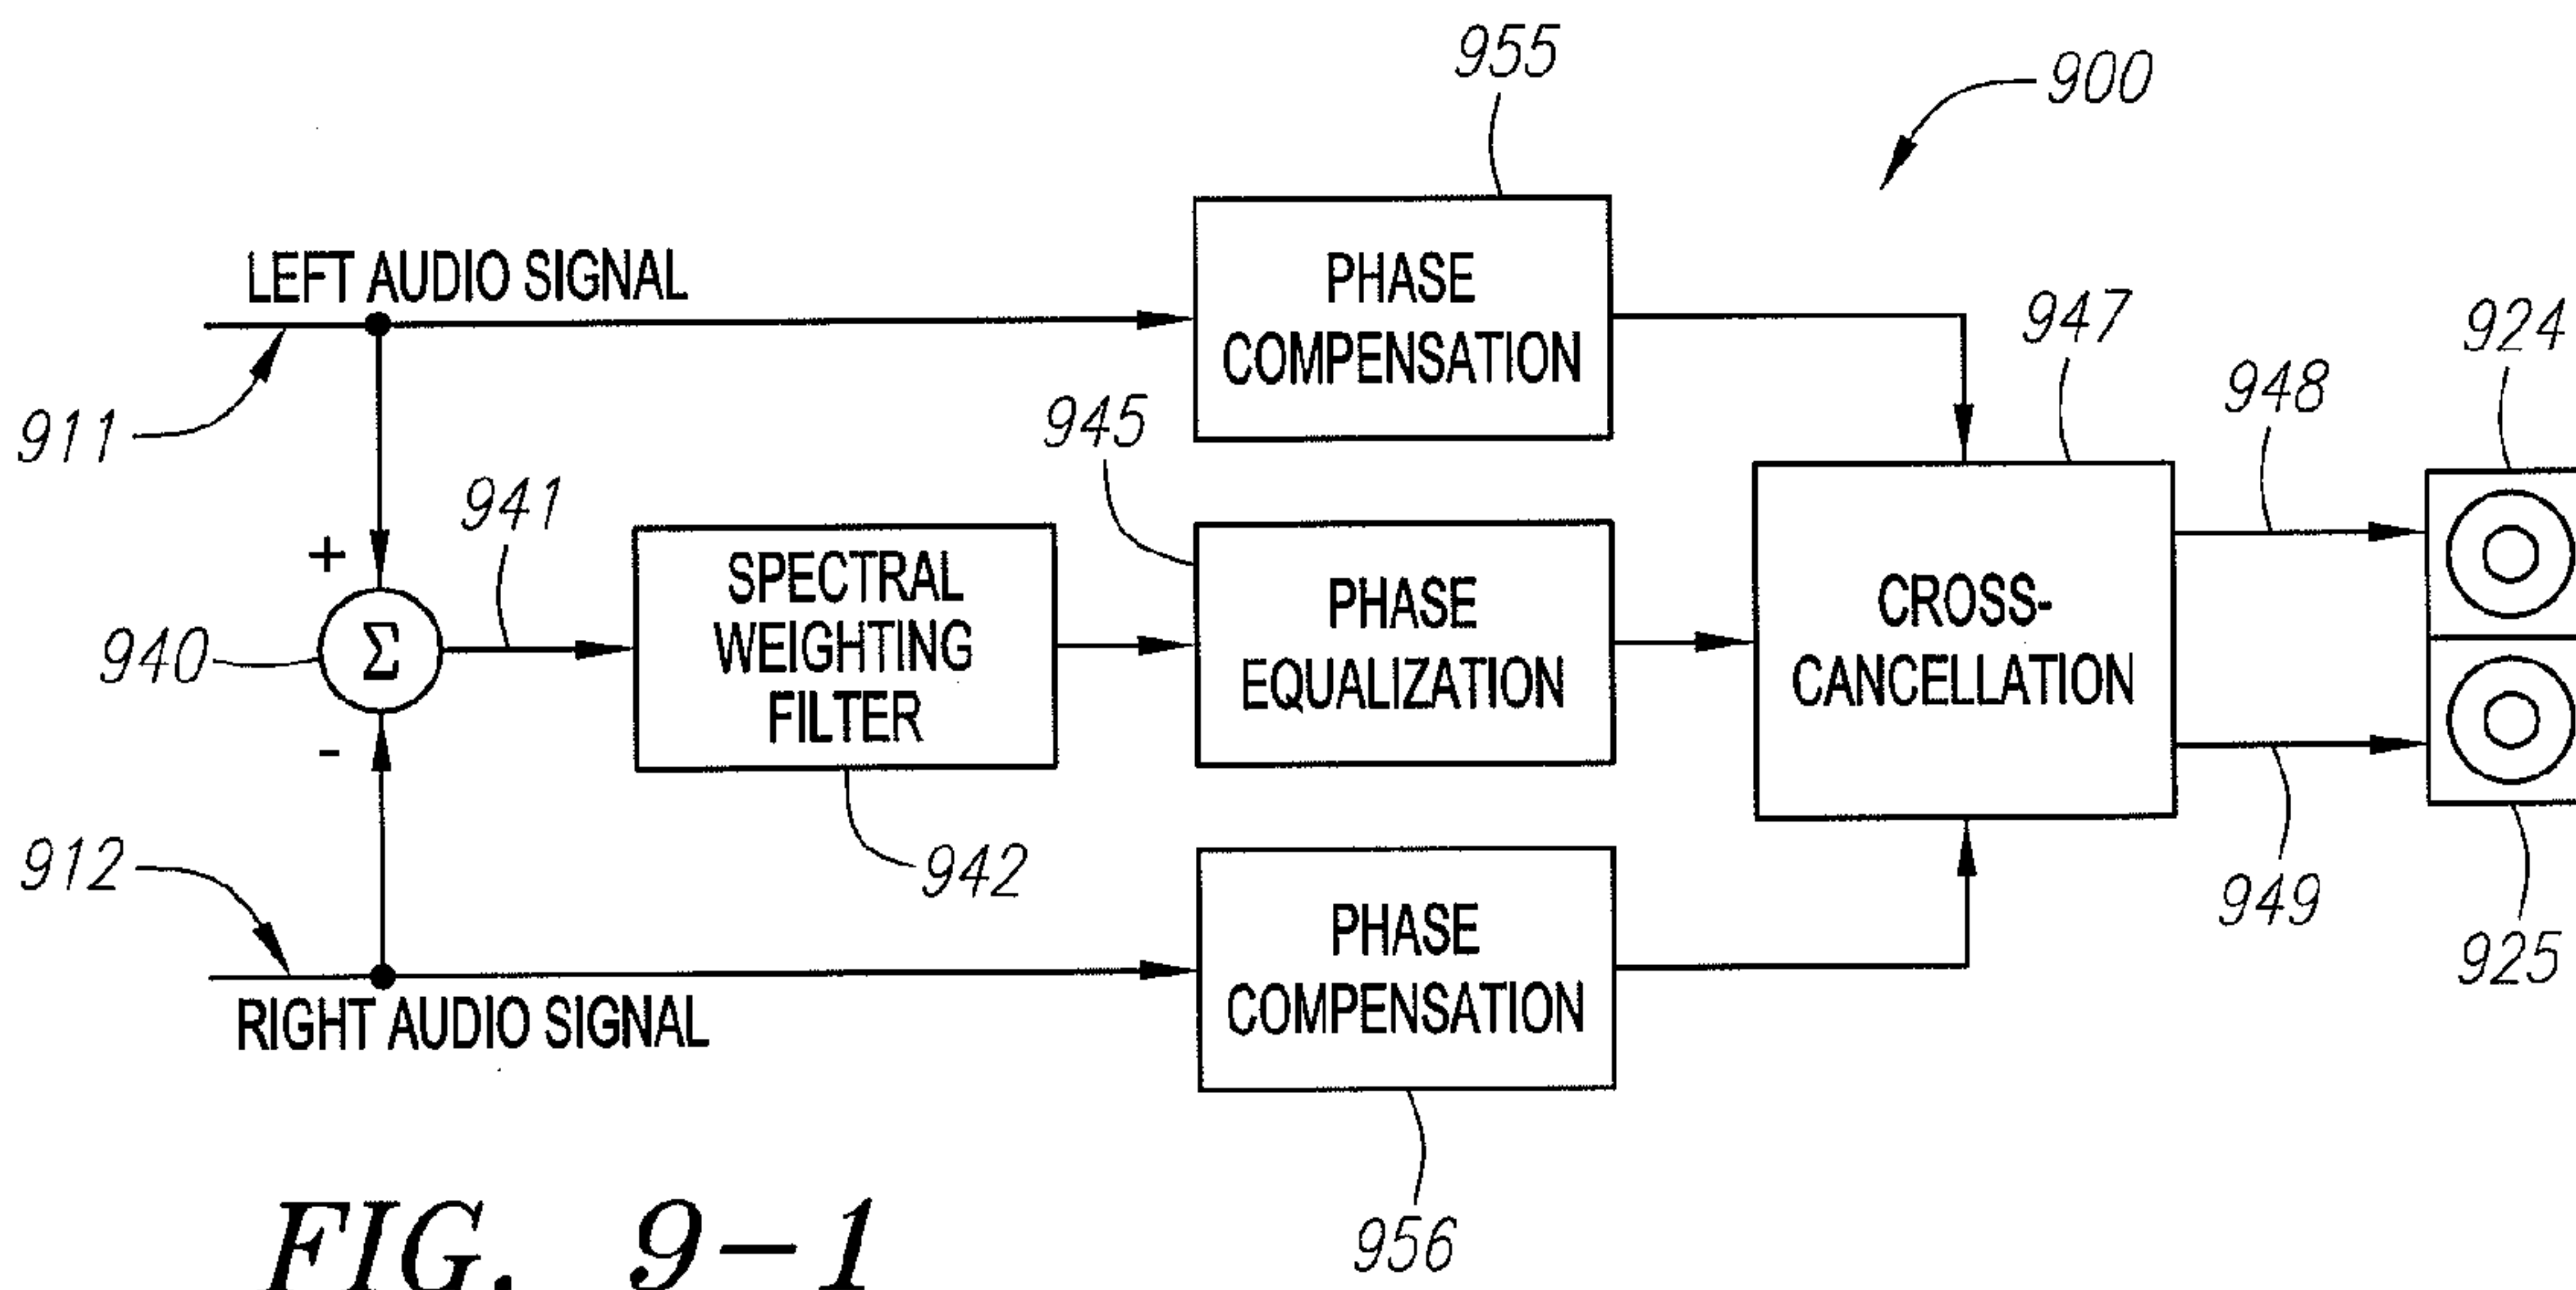 955
900
LEFT AUDIO SIGNAL
PHASE
COMPENSATION
911
947
948
924
945
941
+
SPECTRAL
WEIGHTING
FILTER
PHASE
EQUALIZATION
CROSS-
CANCELLATION
940
Σ
-
912
942
949
925
RIGHT AUDIO SIGNAL
PHASE
COMPENSATION
956
FIG. 9-1